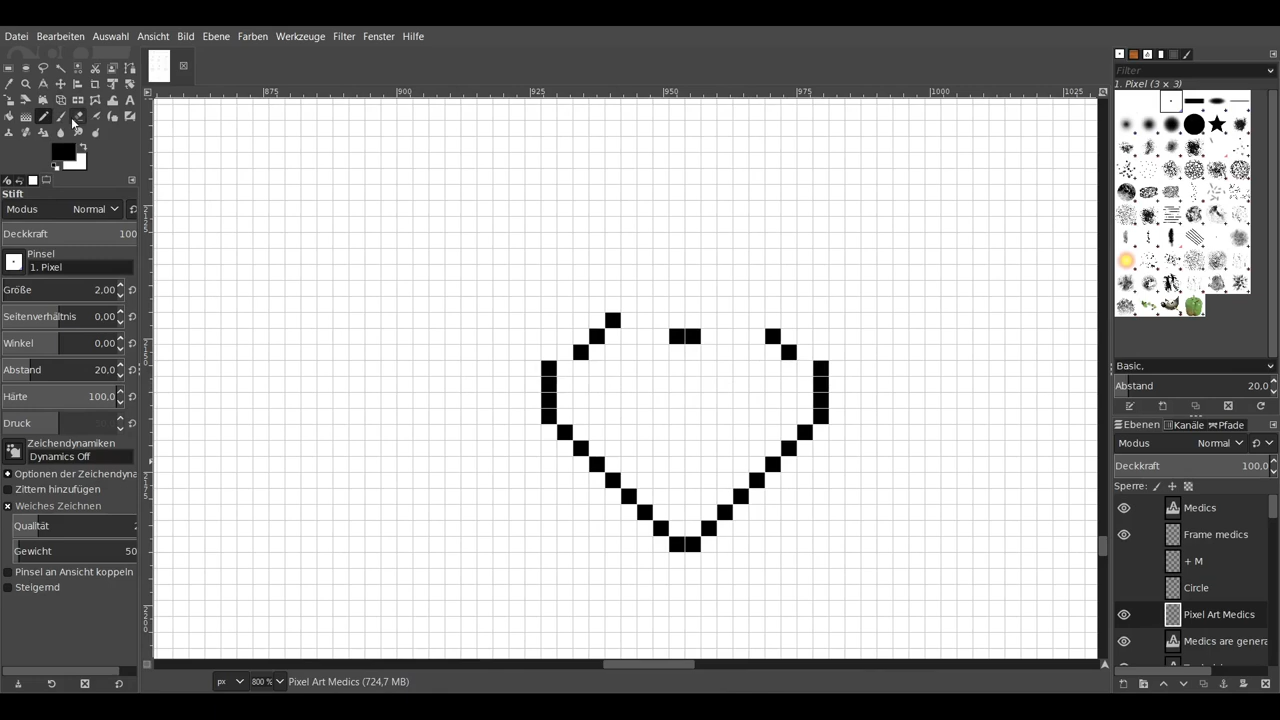 Datei Bearbeiten Auswahl Ansicht Bild Ebene Farben Werkzeuge Filter Fenster Hilfe
875 900 925 950 975 1000 1025
Filter
1. Pixel (3 × 3)
Stift
Modus Normal
Deckkraft 100
Pinsel
1. Pixel
Größe 2,00
Seitenverhältnis 0,00
Winkel 0,00
Abstand 20,0
Härte 100,0
Druck
Zeichendynamiken
Dynamics Off
Optionen der Zeichendyna
Zittern hinzufügen
Weiches Zeichnen
Qualität 2
Gewicht 50
Pinsel an Ansicht koppeln
Steigernd
Basic,
Abstand 20,0
Ebenen Kanäle Pfade
Modus Normal
Deckkraft 100,0
Sperre:
Medics
Frame medics
+ M
Circle
Pixel Art Medics
Medics are genera
px 800 % Pixel Art Medics (724,7 MB)